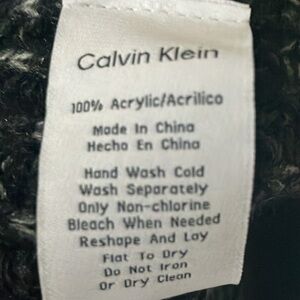 Calvin Klein
100% Acrylic/Acrilico
Made In China
Hecho En China
Hand Wash Cold
Wash Separately
Only Non-chlorine
Bleach When Needed
Reshape And Lay
Flat To Dry
Do Not Iron
Or Dry Clean